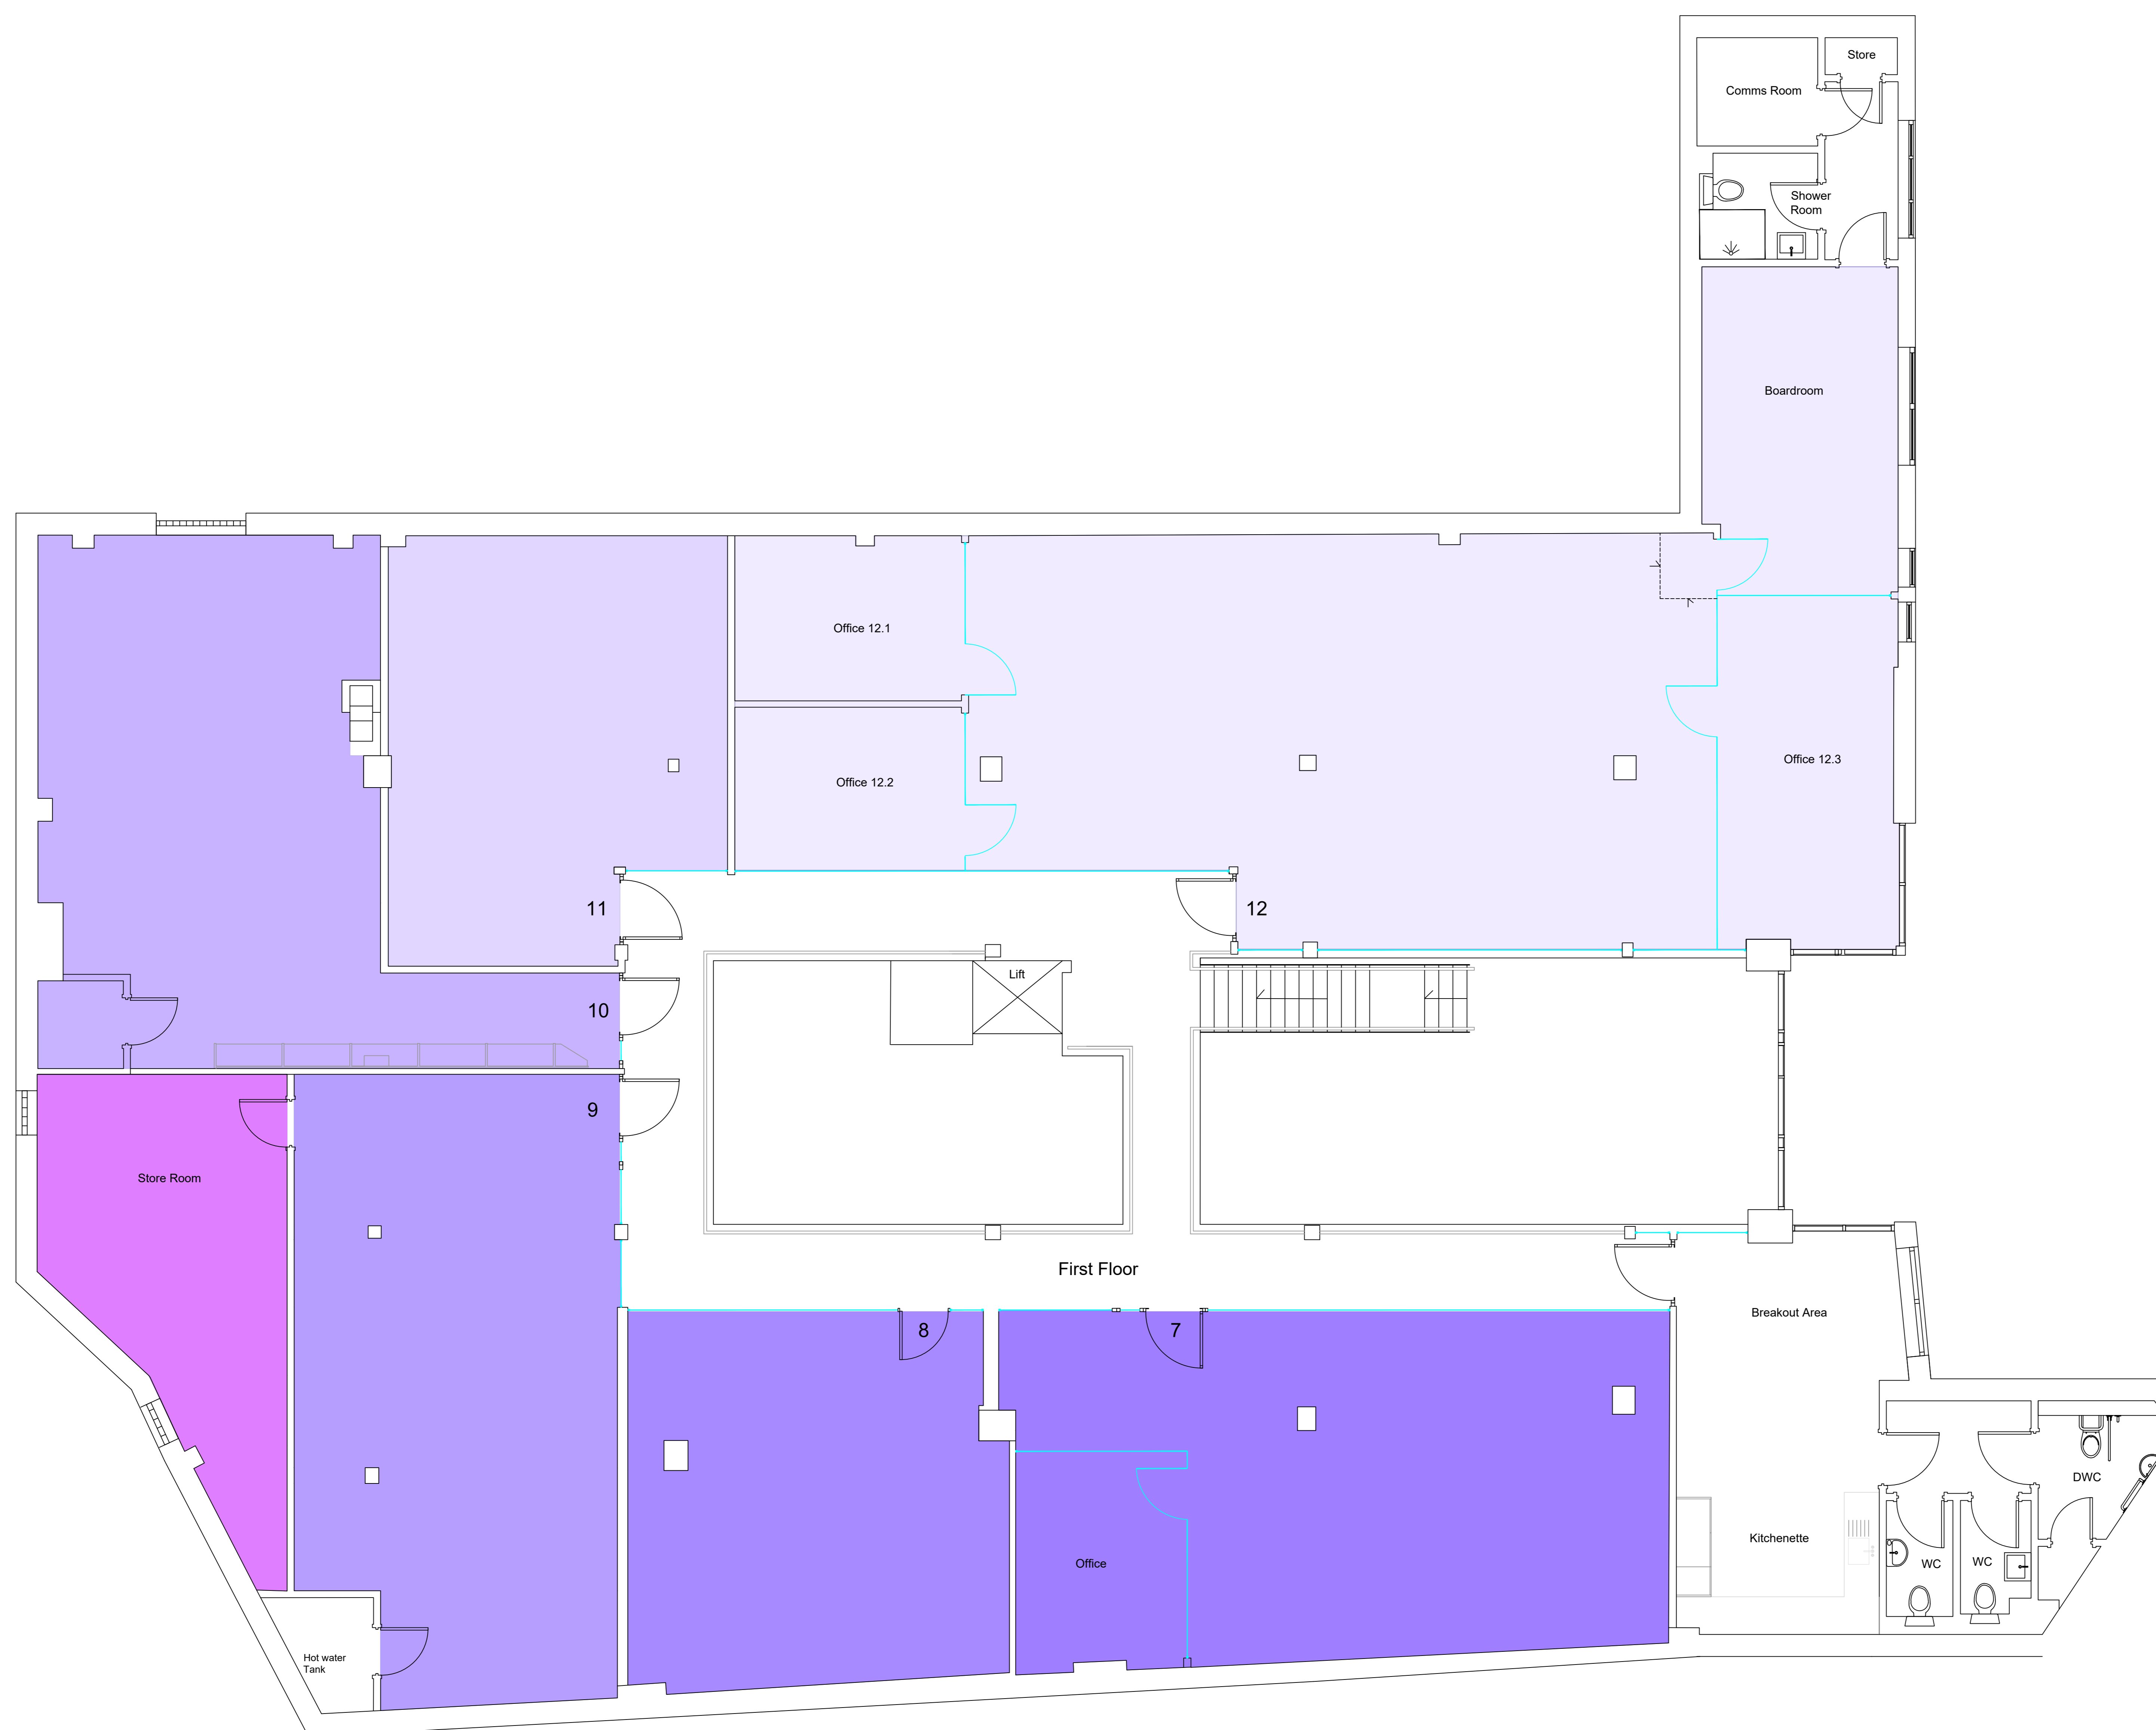 Store
Comms Room
Shower
Room
Boardroom
Office 12.1
Office 12.2
Office 12.3
11
12
Lift
10
9
Store Room
First Floor
8
7
Breakout Area
DWC
Kitchenette
Office
WC
WC
Hot water
Tank